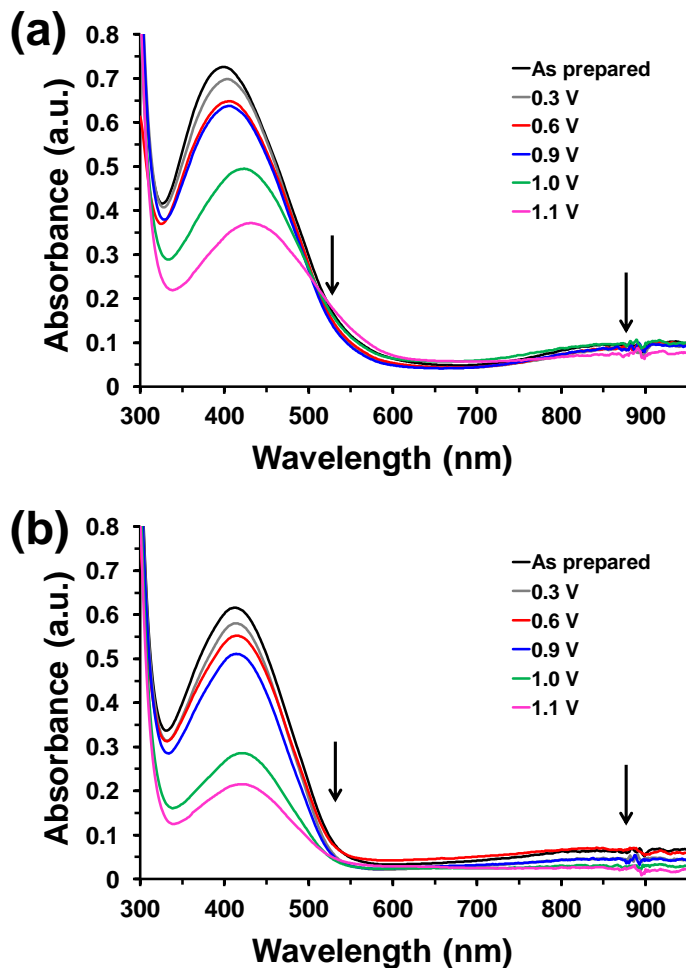 (a)
0.8
0.7
0.6
0.5
0.4
0.3
0.2
0.1
0
Absorbance (a.u.)
As prepared
0.3 V
0.6 V
0.9 V
1.0 V
1.1 V
300 400 500 600 700 800 900
Wavelength (nm)
(b)
0.8
0.7
0.6
0.5
0.4
0.3
0.2
0.1
0
Absorbance (a.u.)
As prepared
0.3 V
0.6 V
0.9 V
1.0 V
1.1 V
300 400 500 600 700 800 900
Wavelength (nm)